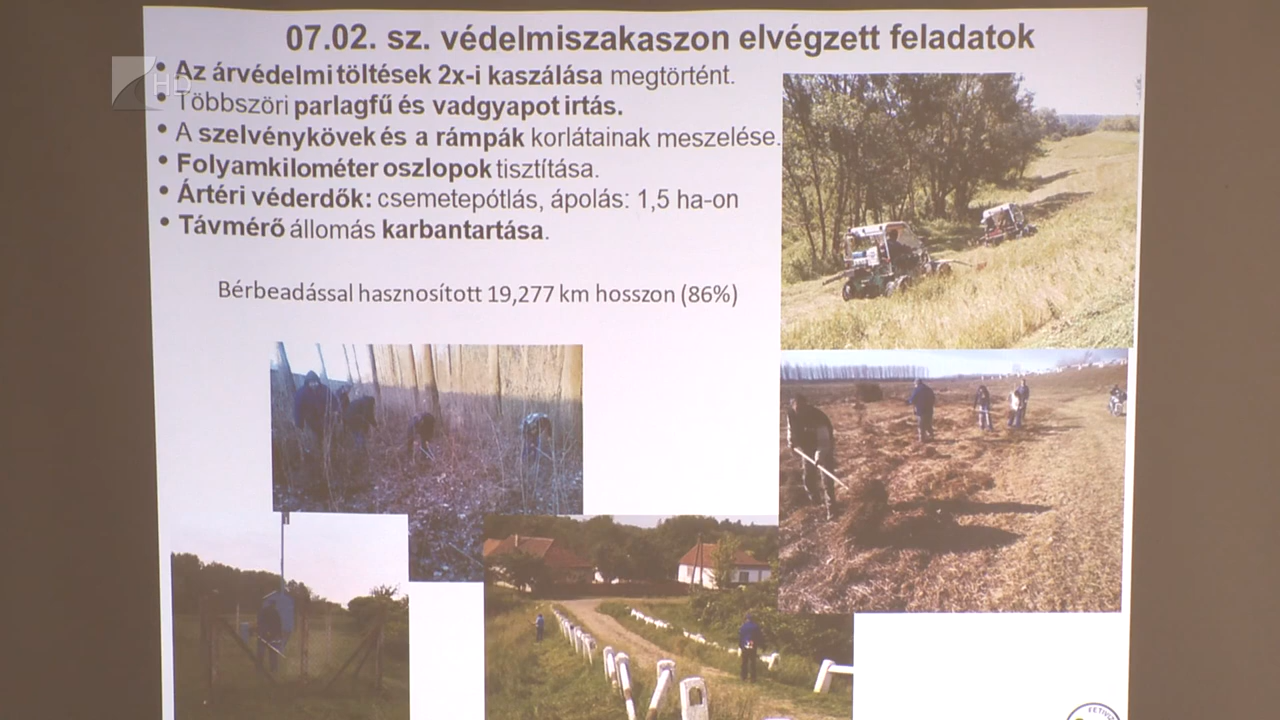 07.02. sz. védelmiszakaszon elvégzett feladatok
• Az árvédelmi töltések 2x-i kaszálása megtörtént.
HD
• Többszöri parlagfű és vadgyapot irtás.
• A szelvénykövek és a rámpák korlátainak meszelése.
• Folyamkilométer oszlopok tisztítása.
• Ártéri véderdők: csemetepótlás, ápolás: 1,5 ha-on
• Távmérő állomás karbantartása.
Bérbeadással hasznosított 19,277 km hosszon (86%)